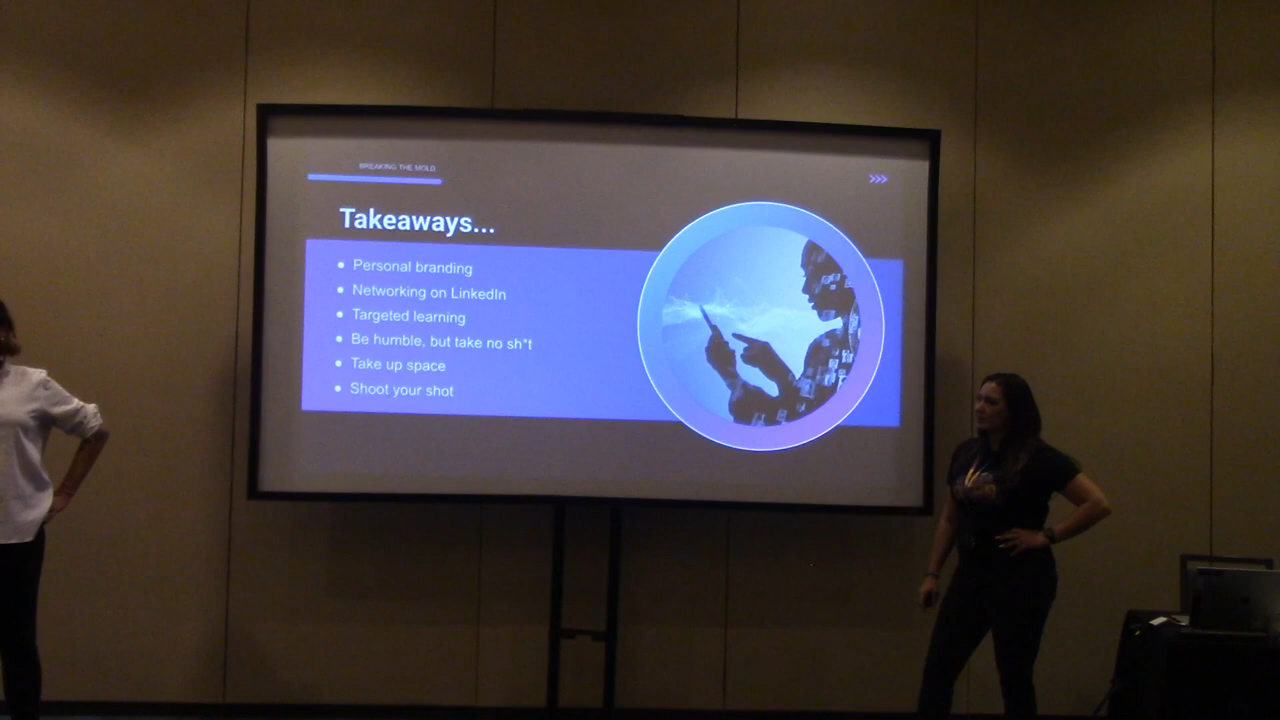 BREAKING THE MOLD
Takeaways...
Personal branding
Networking on LinkedIn
Targeted learning
Be humble, but take no sh*t
Take up space
Shoot your shot